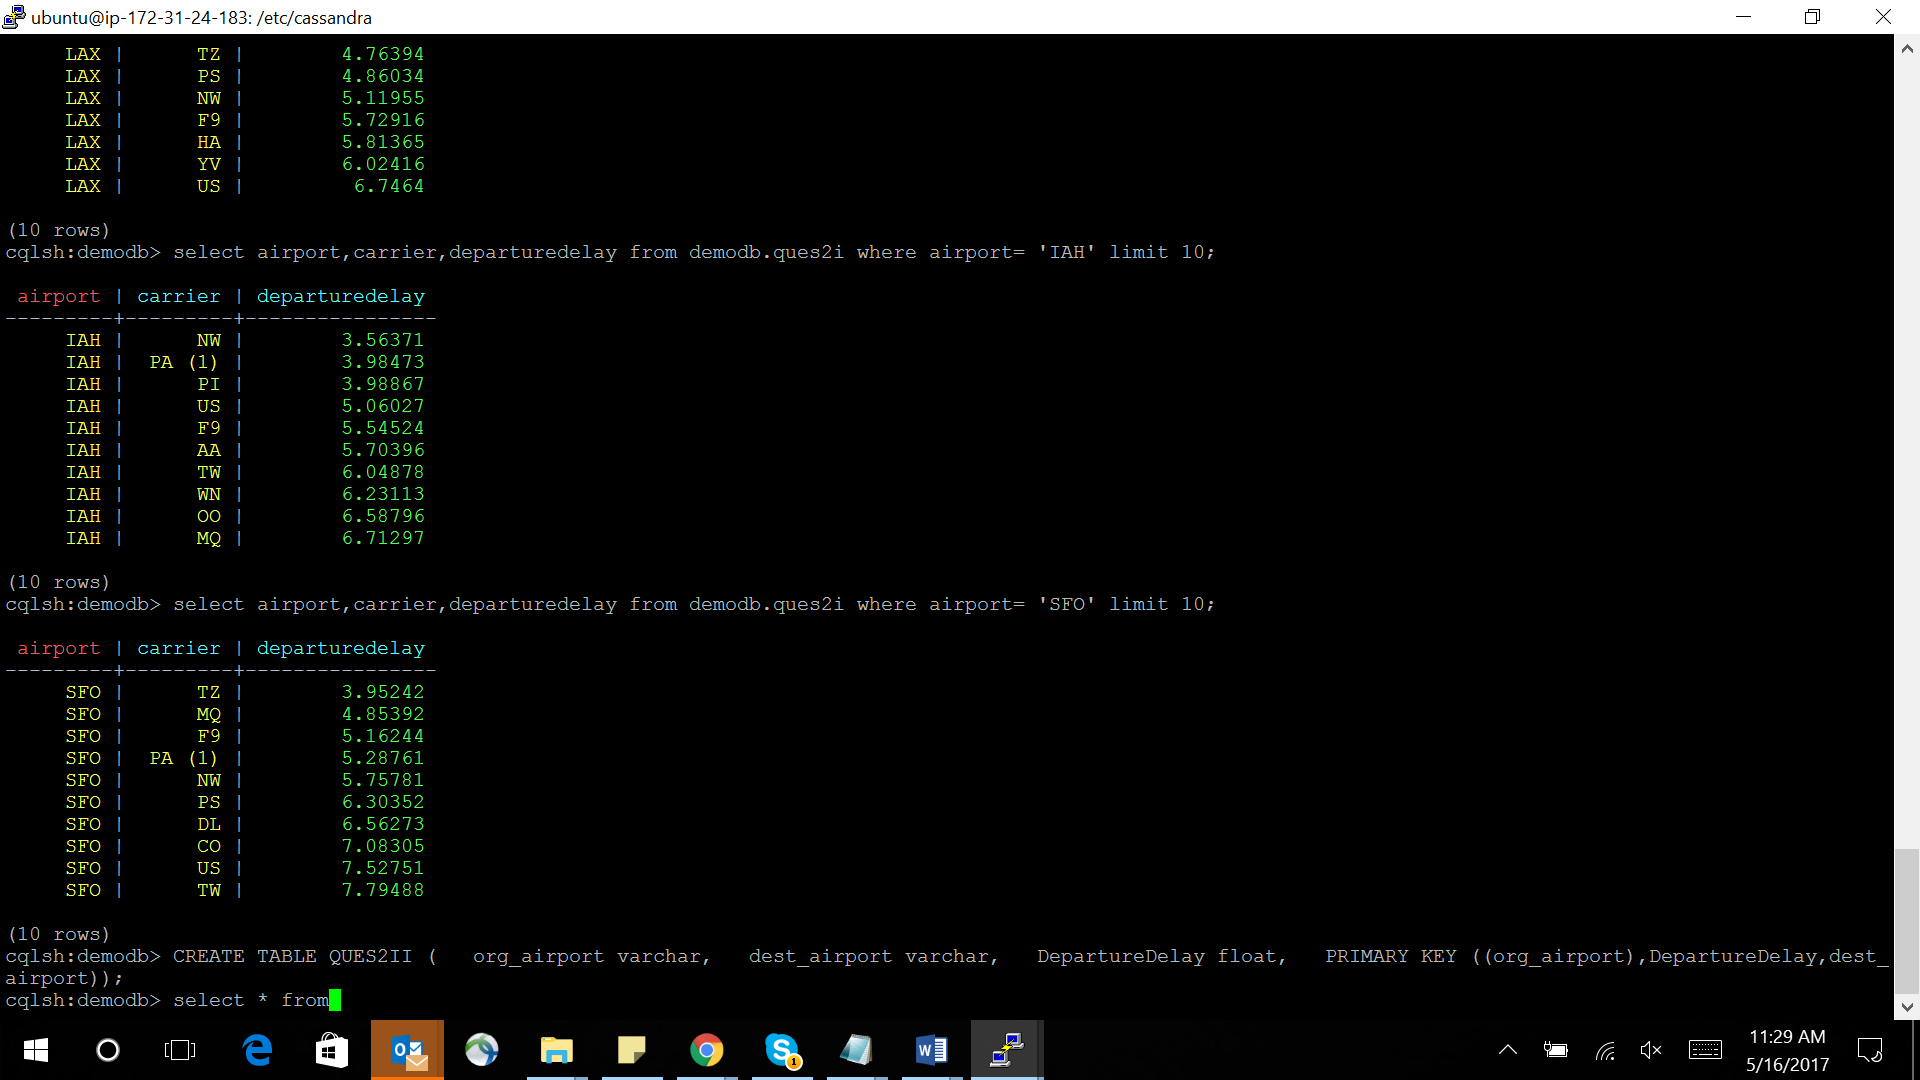 ubuntu@ip-172-31-24-183: /etc/cassandra
LAX | TZ | 4.76394
LAX | PS | 4.86034
LAX | NW | 5.11955
LAX | F9 | 5.72916
LAX | HA | 5.81365
LAX | YV | 6.02416
LAX | US | 6.7464
(10 rows)
cqlsh:demodb> select airport,carrier,departuredelay from demodb.ques2i where airport= 'IAH' limit 10;
airport | carrier | departuredelay
---------+---------+----------------
IAH | NW | 3.56371
IAH | PA (1) | 3.98473
IAH | PI | 3.98867
IAH | US | 5.06027
IAH | F9 | 5.54524
IAH | AA | 5.70396
IAH | TW | 6.04878
IAH | WN | 6.23113
IAH | OO | 6.58796
IAH | MQ | 6.71297
(10 rows)
cqlsh:demodb> select airport,carrier,departuredelay from demodb.ques2i where airport= 'SFO' limit 10;
airport | carrier | departuredelay
---------+---------+----------------
SFO | TZ | 3.95242
SFO | MQ | 4.85392
SFO | F9 | 5.16244
SFO | PA (1) | 5.28761
SFO | NW | 5.75781
SFO | PS | 6.30352
SFO | DL | 6.56273
SFO | CO | 7.08305
SFO | US | 7.52751
SFO | TW | 7.79488
(10 rows)
cqlsh:demodb> CREATE TABLE QUES2II (   org_airport varchar,   dest_airport varchar,   DepartureDelay float,   PRIMARY KEY ((org_airport),DepartureDelay,dest_
airport));
cqlsh:demodb> select * from
11:29 AM
5/16/2017